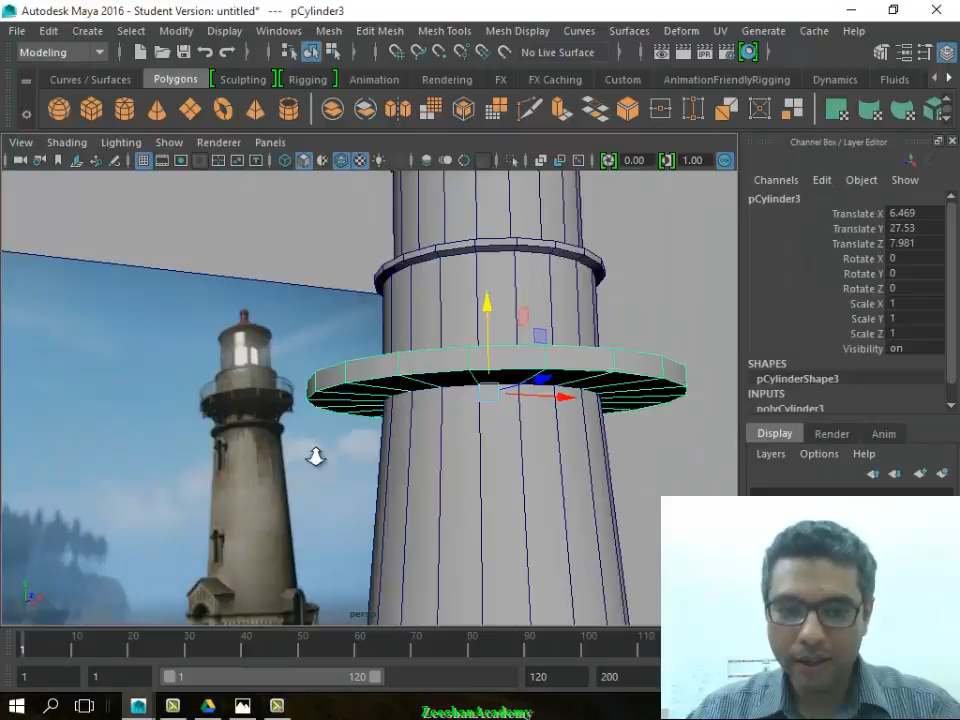 Autodesk Maya 2016 - Student Version: untitled* --- pCylinder3
File Edit Create Select Modify Display Windows Mesh Edit Mesh Mesh Tools Mesh Display Curves Surfaces Deform UV Generate Cache Help
Modeling No Live Surface
Curves / Surfaces Polygons Sculpting Rigging Animation Rendering FX FX Caching Custom AnimationFriendlyRigging Dynamics Fluids
View Shading Lighting Show Renderer Panels
0.00 1.00
Channel Box / Layer Editor
Channels Edit Object Show
pCylinder3
Translate X 6.469
Translate Y 27.53
Translate Z 7.981
Rotate X 0
Rotate Y 0
Rotate Z 0
Scale X 1
Scale Y 1
Scale Z 1
Visibility on
SHAPES
pCylinderShape3
INPUTS
polyCylinder3
Display Render Anim
Layers Options Help
persp
10 20 30 40 50 60 70 80 90 100 110
1
1 1 1 120 120 200
ZeeshanAcademy